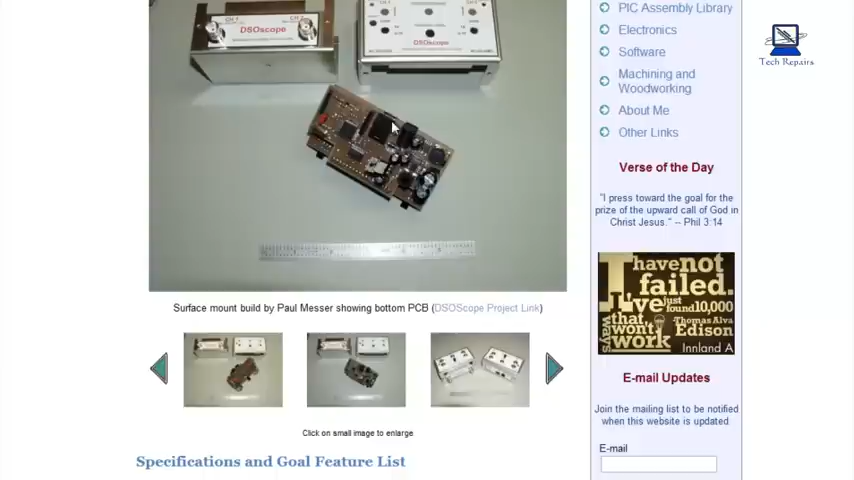 DSOscope
DSOscope
Surface mount build by Paul Messer showing bottom PCB (DSOScope Project Link)
Click on small image to enlarge
Specifications and Goal Feature List
PIC Assembly Library
Electronics
Software
Machining and
Woodworking
About Me
Other Links
Verse of the Day
"I press toward the goal for the
prize of the upward call of God in
Christ Jesus." -- Phil 3:14
I have not
failed.
I've just
found 10,000
ways
that
won't
work
Thomas Alva
Edison
Innland A
E-mail Updates
Join the mailing list to be notified
when this website is updated.
E-mail
Tech Repairs